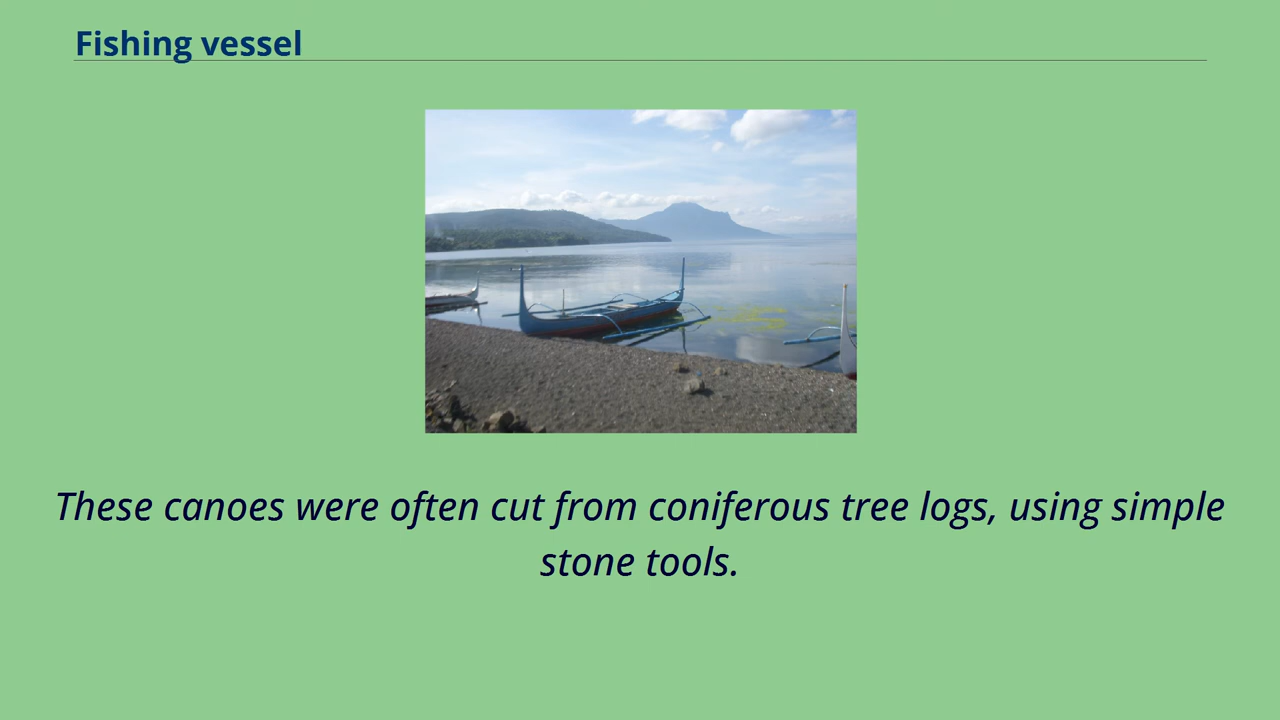 Fishing vessel
These canoes were often cut from coniferous tree logs, using simple
stone tools.